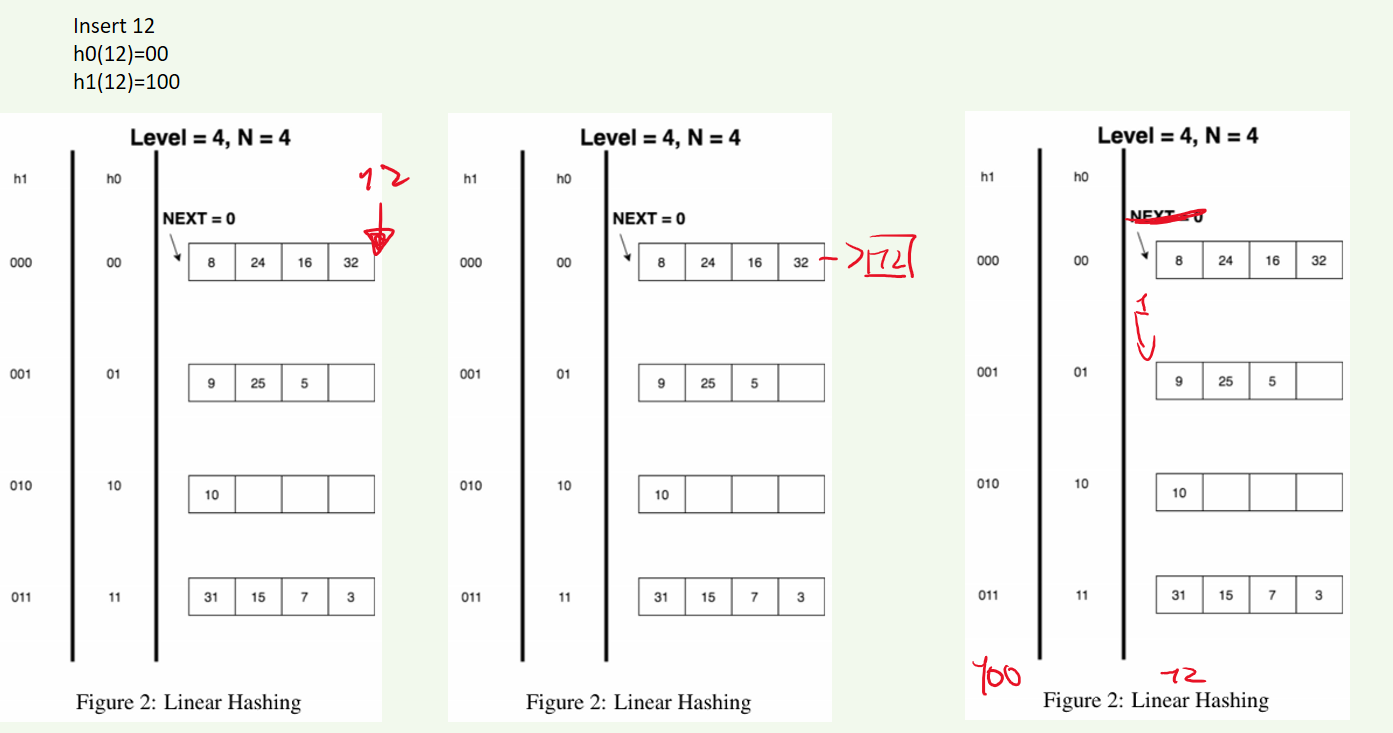 Insert 12
h0(12)=00
h1(12)=100
Level = 4, N = 4
h1 h0
12
NEXT = 0
000 00 8 24 16 32
001 01 9 25 5
010 10 10
011 11 31 15 7 3
Figure 2: Linear Hashing
Level = 4, N = 4
h1 h0
NEXT = 0
000 00 8 24 16 32 12
001 01 9 25 5
010 10 10
011 11 31 15 7 3
Figure 2: Linear Hashing
Level = 4, N = 4
h1 h0
NEXT = 0
000 00 8 24 16 32
1
001 01 9 25 5
010 10 10
011 11 31 15 7 3
100 12
Figure 2: Linear Hashing